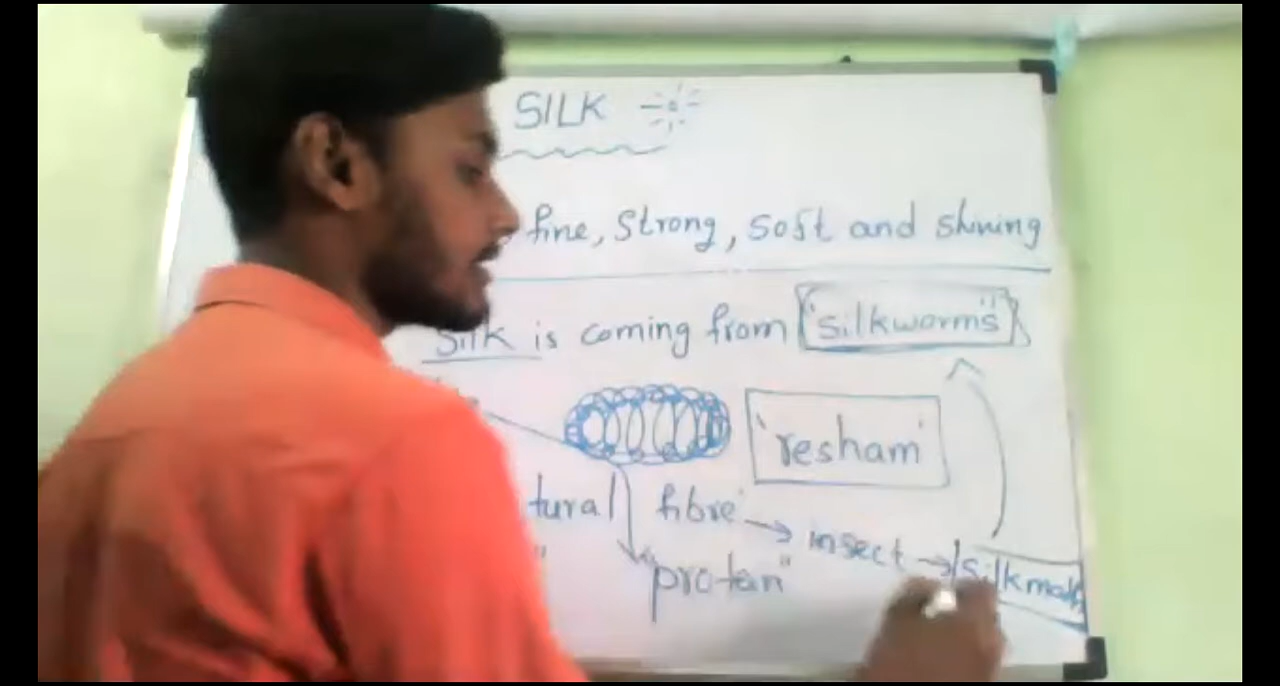 SILK
fine, strong, soft and shining
Silk is coming from "silkworms"
'resham'
tural fibre → insect → Silkmoth
"protein"